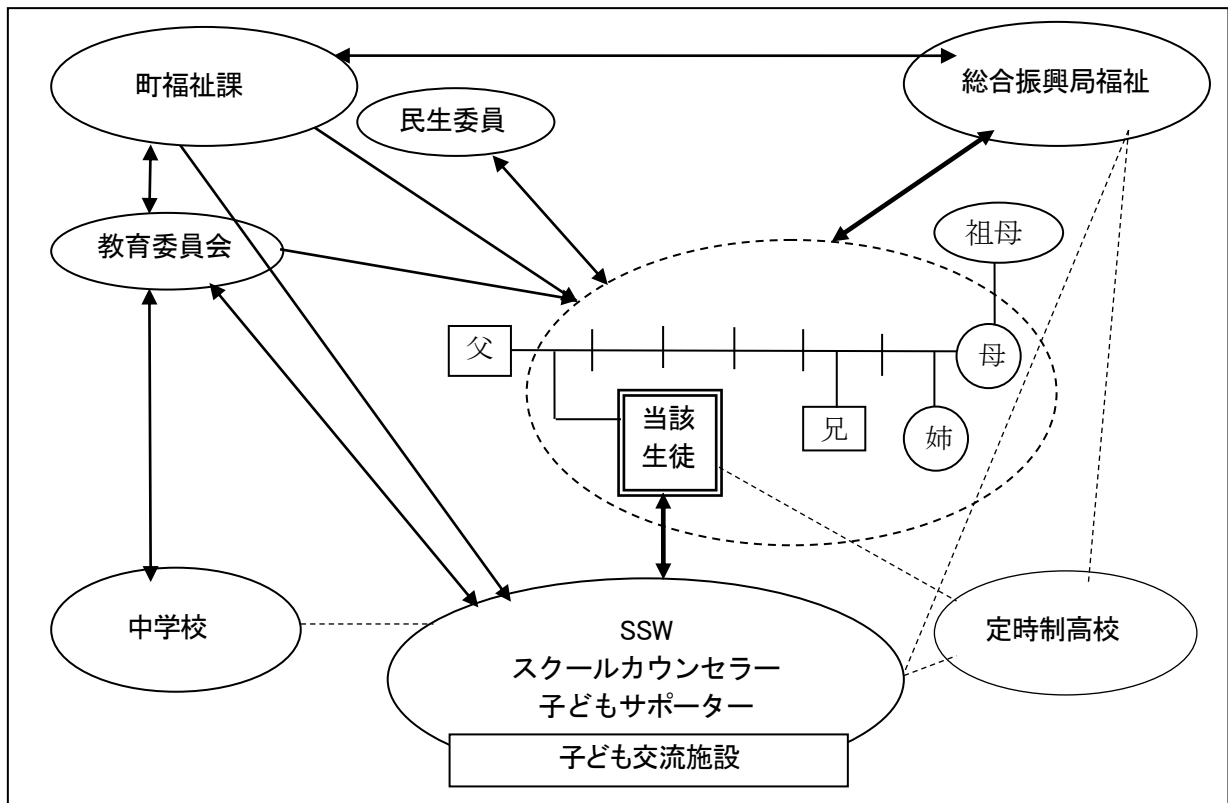 町福祉課
総合振興局福祉
民生委員
教育委員会
祖母
父
母
当該
生徒
兄
姉
中学校
SSW
スクールカウンセラー
子どもサポーター
定時制高校
子ども交流施設